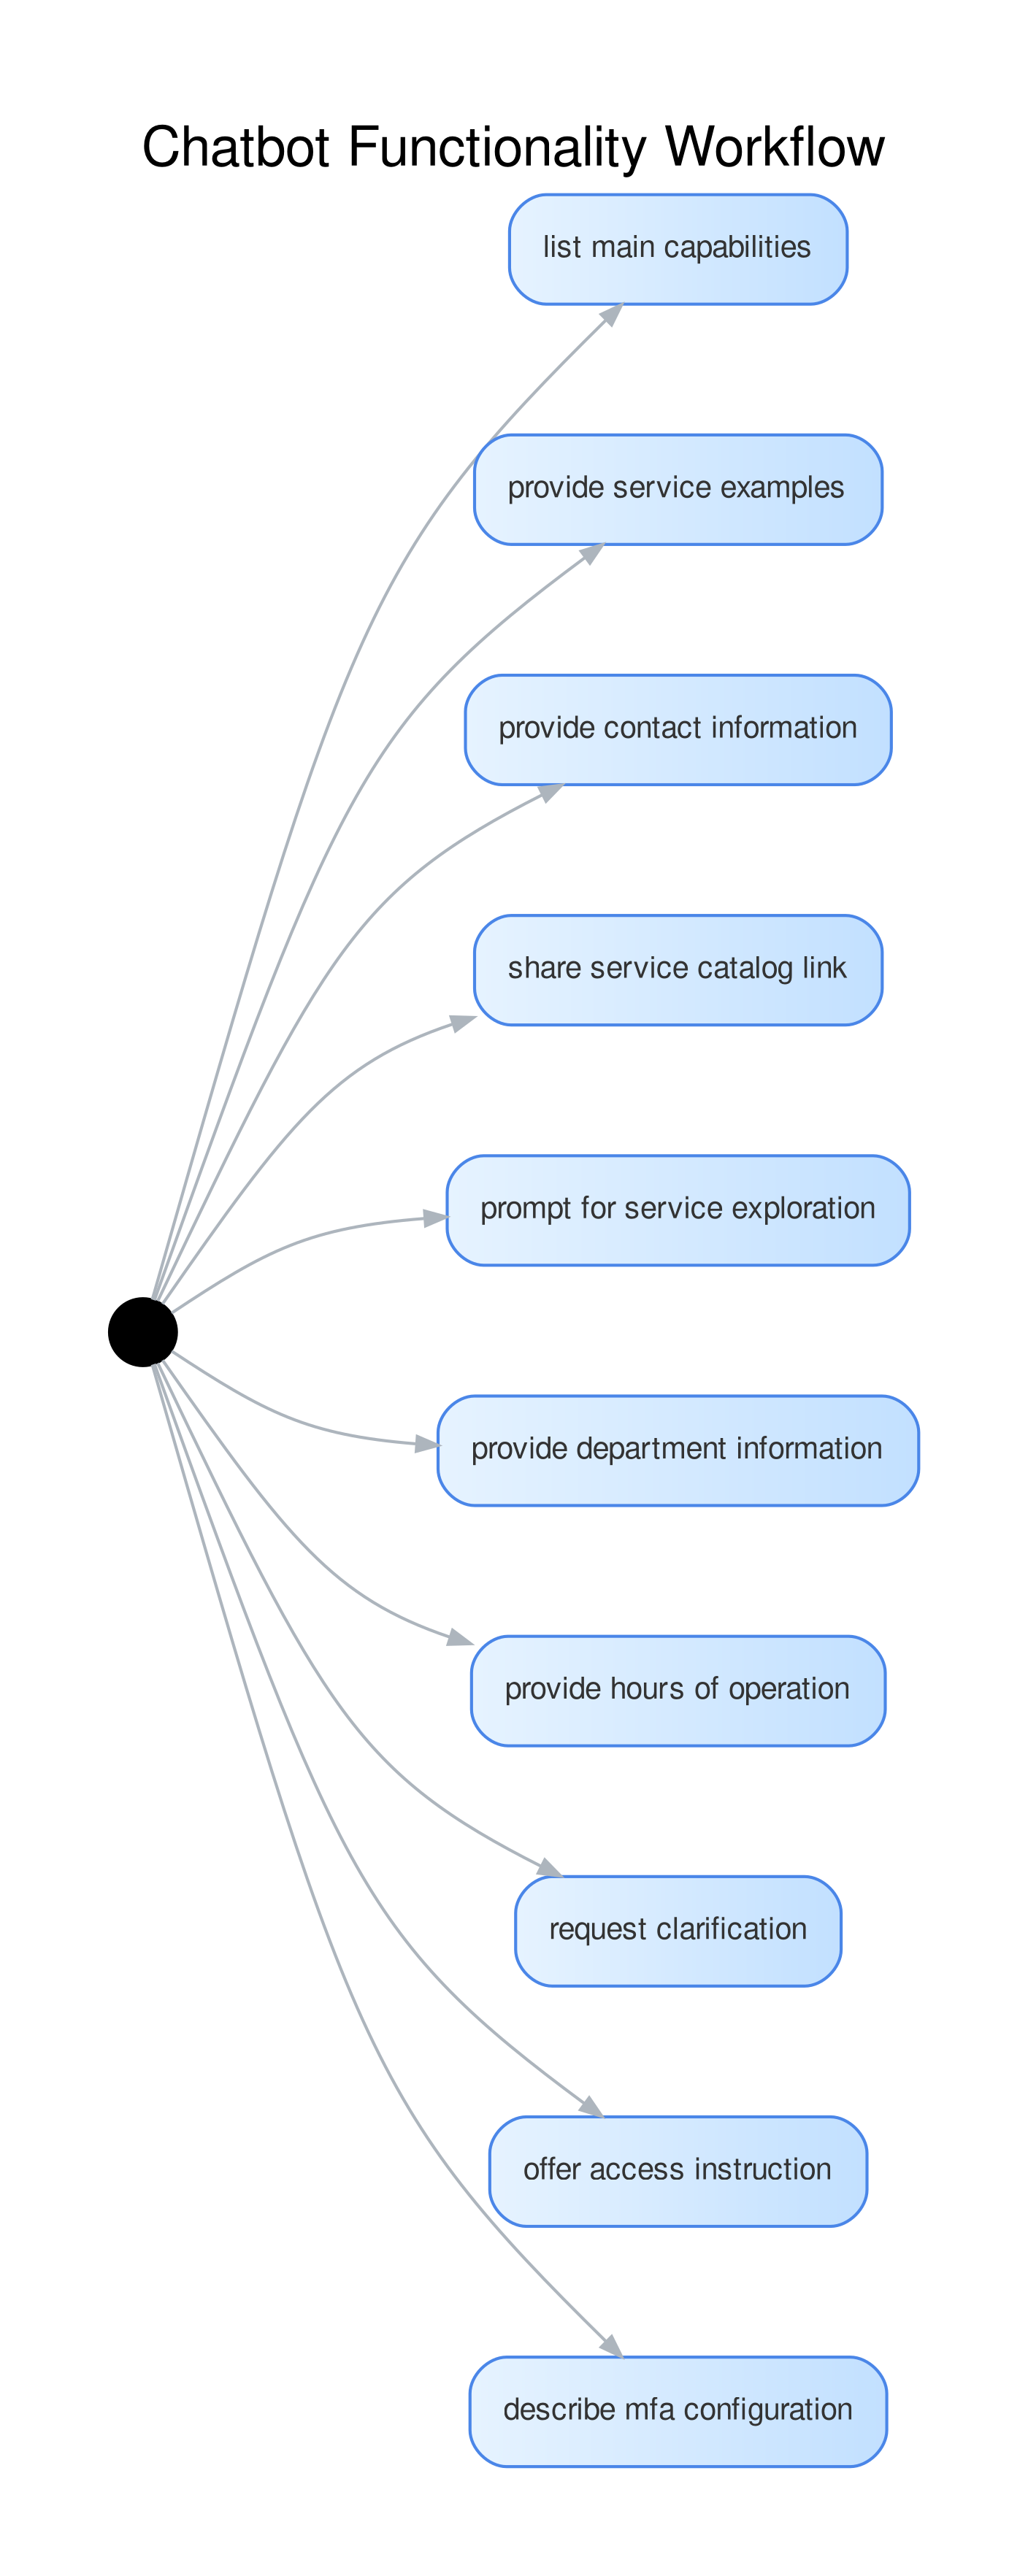 Chatbot Functionality Workflow
list main capabilities
provide service examples
provide contact information
share service catalog link
prompt for service exploration
provide department information
provide hours of operation
request clarification
offer access instruction
describe mfa configuration